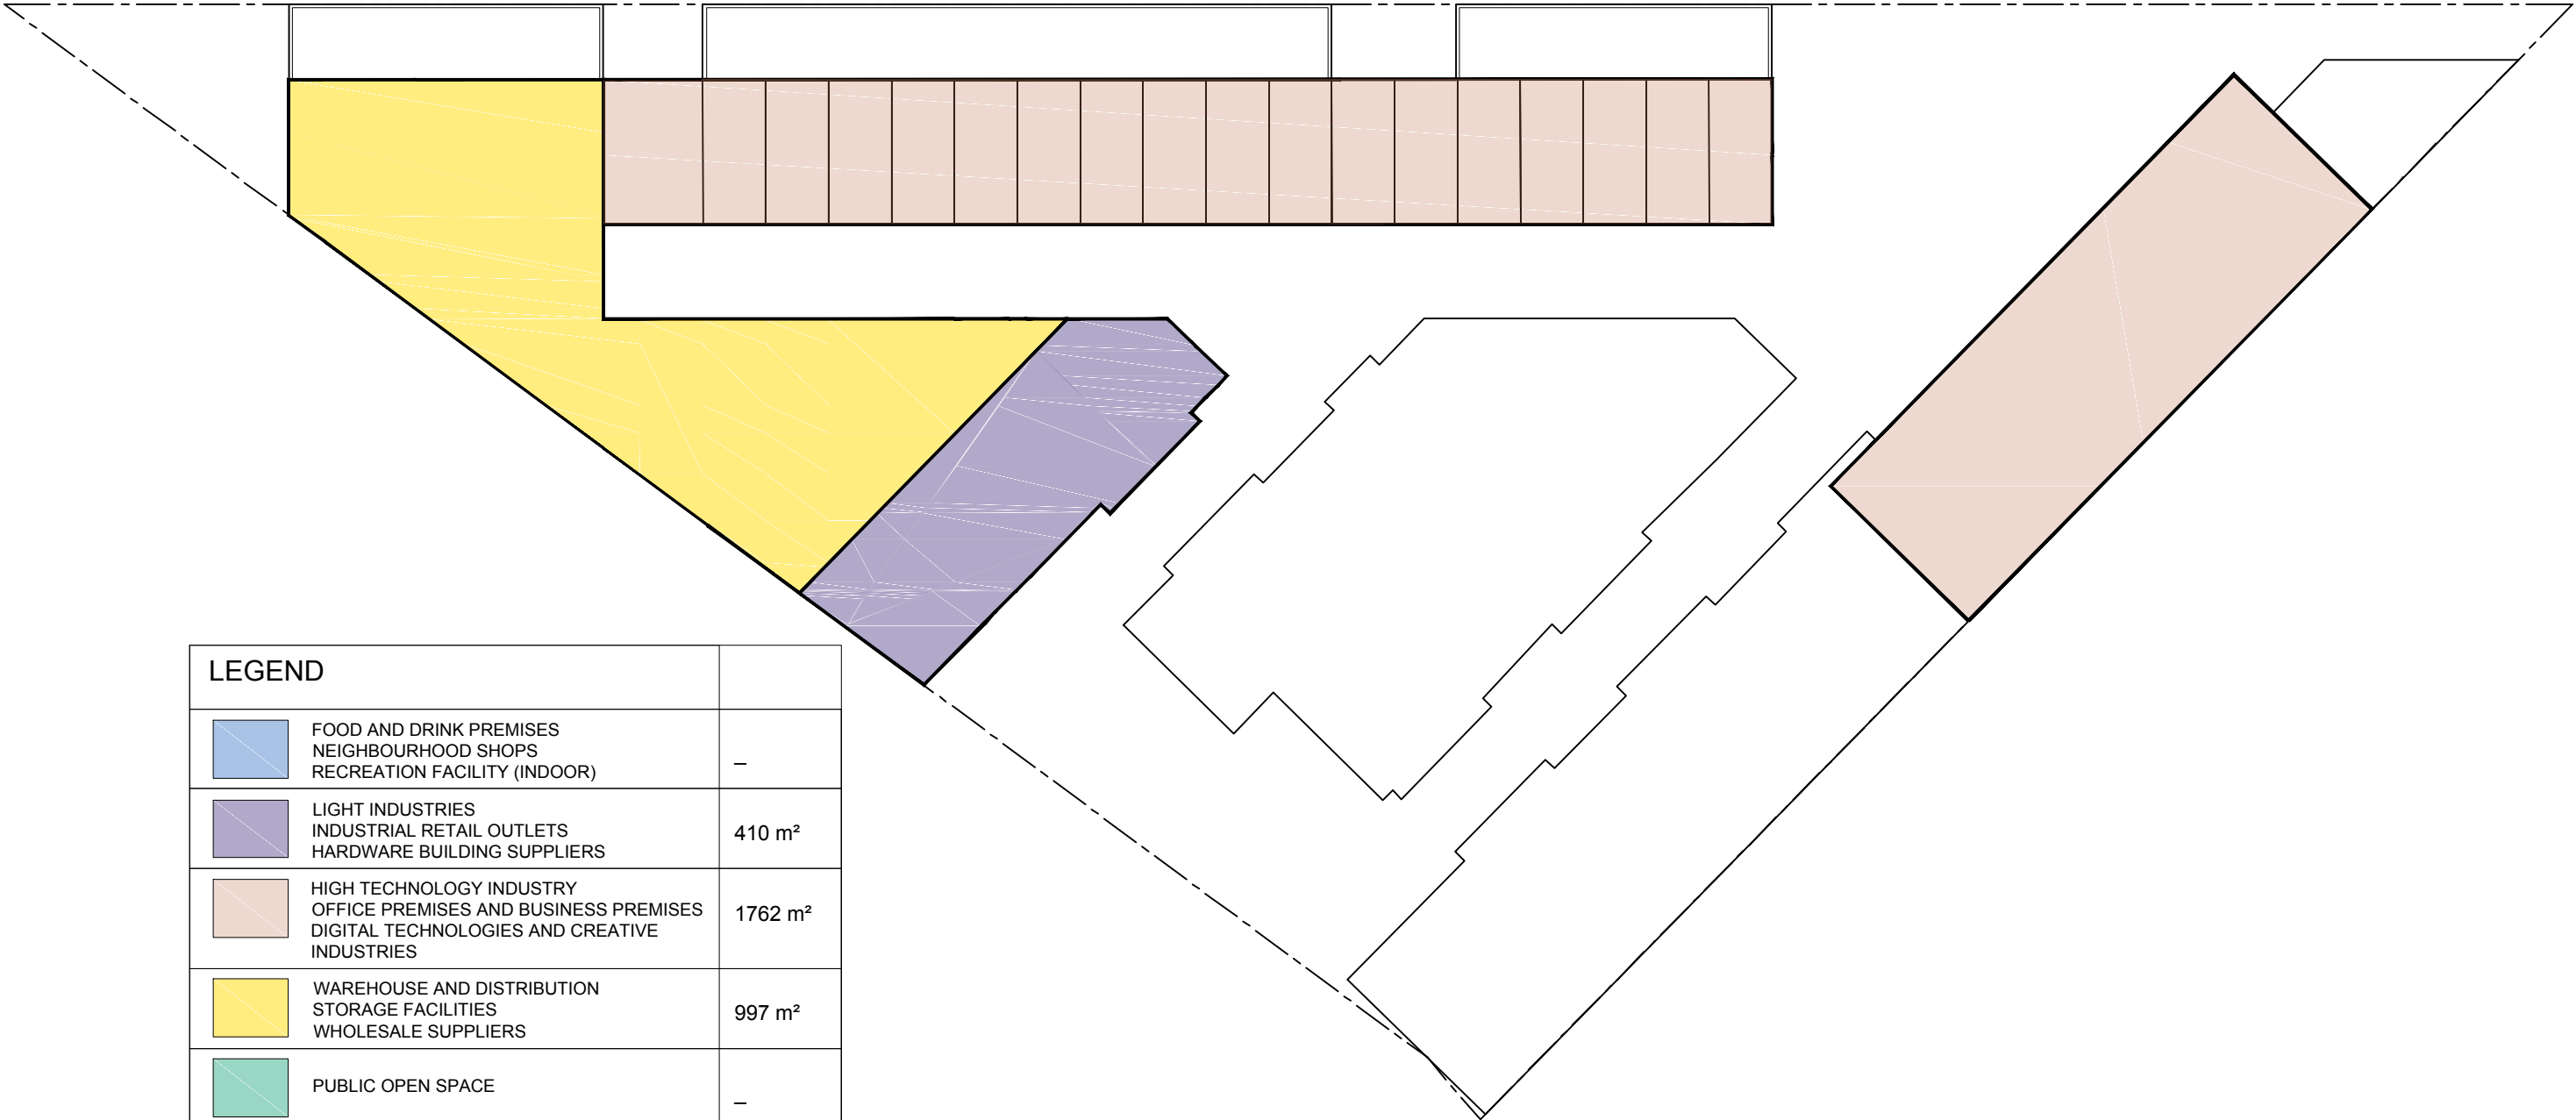 LEGEND
FOOD AND DRINK PREMISES
NEIGHBOURHOOD SHOPS
RECREATION FACILITY (INDOOR)
–
LIGHT INDUSTRIES
INDUSTRIAL RETAIL OUTLETS
HARDWARE BUILDING SUPPLIERS
410 m²
HIGH TECHNOLOGY INDUSTRY
OFFICE PREMISES AND BUSINESS PREMISES
DIGITAL TECHNOLOGIES AND CREATIVE
INDUSTRIES
1762 m²
WAREHOUSE AND DISTRIBUTION
STORAGE FACILITIES
WHOLESALE SUPPLIERS
997 m²
PUBLIC OPEN SPACE
–